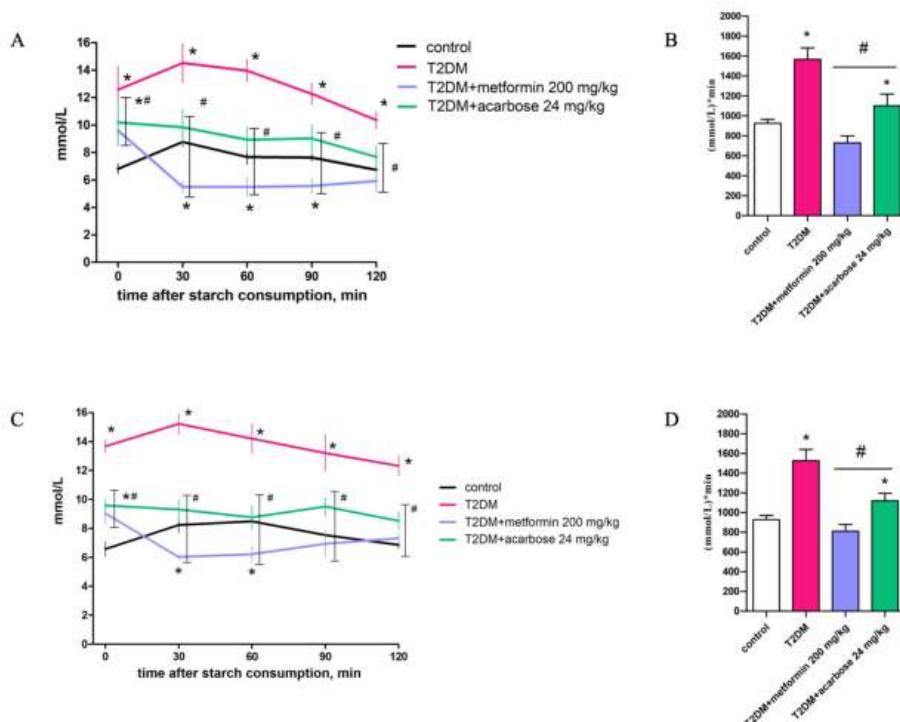 A
16
14
12
10
8
6
4
2
0
mmol/L
* * * * *
*# # # # #
* * *
0 30 60 90 120
time after starch consumption, min
control
T2DM
T2DM+metformin 200 mg/kg
T2DM+acarbose 24 mg/kg
B
2000
1800
1600
1400
1200
1000
800
600
400
200
0
(mmol/L)*min
* # *
control
T2DM
T2DM+metformin 200 mg/kg
T2DM+acarbose 24 mg/kg
C
16
14
12
10
8
6
4
2
0
mmol/L
* * * * *
*# # # # #
* *
0 30 60 90 120
time after starch consumption, min
control
T2DM
T2DM+metformin 200 mg/kg
T2DM+acarbose 24 mg/kg
D
2000
1800
1600
1400
1200
1000
800
600
400
200
0
(mmol/L)*min
* # *
control
T2DM
T2DM+metformin 200 mg/kg
T2DM+acarbose 24 mg/kg